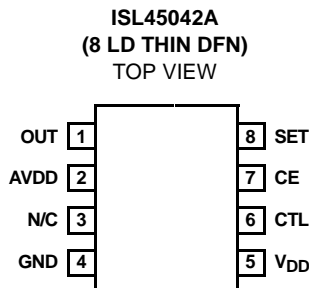 ISL45042A
(8 LD THIN DFN)
TOP VIEW
OUT 1
8 SET
AVDD 2
7 CE
N/C 3
6 CTL
GND 4
5 VDD